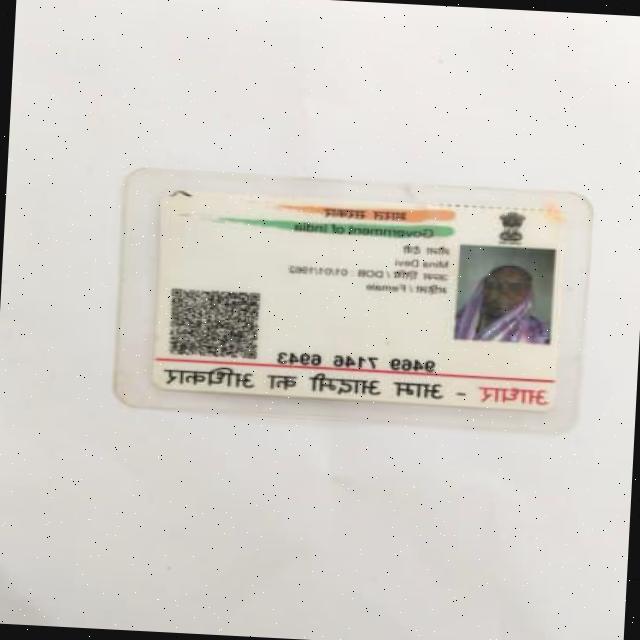 भारत सरकार
Government of India
मीना देवी
Mina Devi
जन्म तिथि / DOB : 01/01/1962
महिला / Female
9469 7146 6943
आधार - आम आदमी का अधिकार